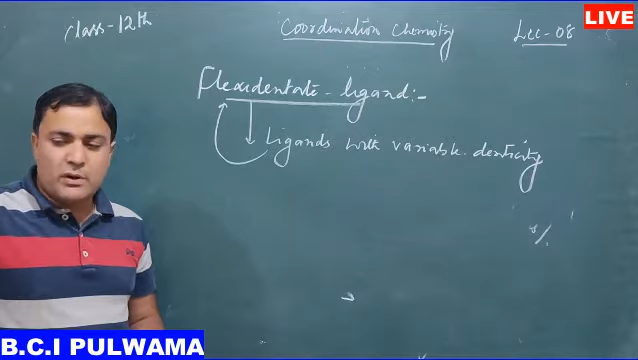 Class-12th
Coordination Chemistry
Lec-08
LIVE
Flexidentate-ligand:-
Ligands with variable denticity
B.C.I PULWAMA